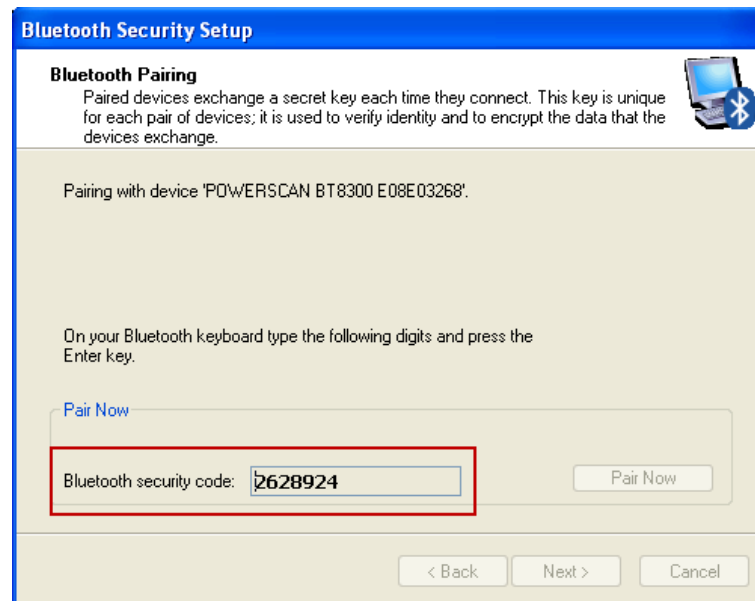 Bluetooth Security Setup
Bluetooth Pairing
Paired devices exchange a secret key each time they connect. This key is unique
for each pair of devices; it is used to verify identity and to encrypt the data that the
devices exchange.
Pairing with device 'POWERSCAN BT8300 E08E03268'.
On your Bluetooth keyboard type the following digits and press the
Enter key.
Pair Now
Bluetooth security code: 2628924
Pair Now
< Back Next > Cancel